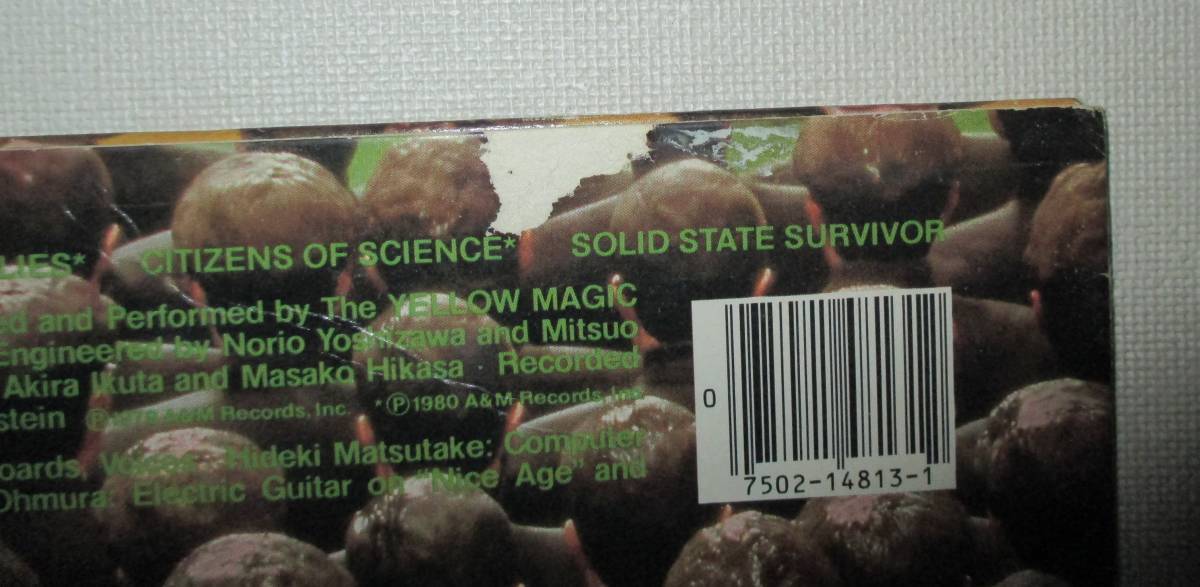 LIES* CITIZENS OF SCIENCE* SOLID STATE SURVIVOR
ed and Performed by The YELLOW MAGIC
Engineered by Norio Yoshizawa and Mitsuo
Akira Ikuta and Masako Hikasa · Recorded
stein ℗1979 A&M Records, Inc. *℗1980 A&M Records, Inc.
oards, Voices Hideki Matsutake: Computer
Ohmura: Electric Guitar on "Nice Age" and
0 7502-14813-1